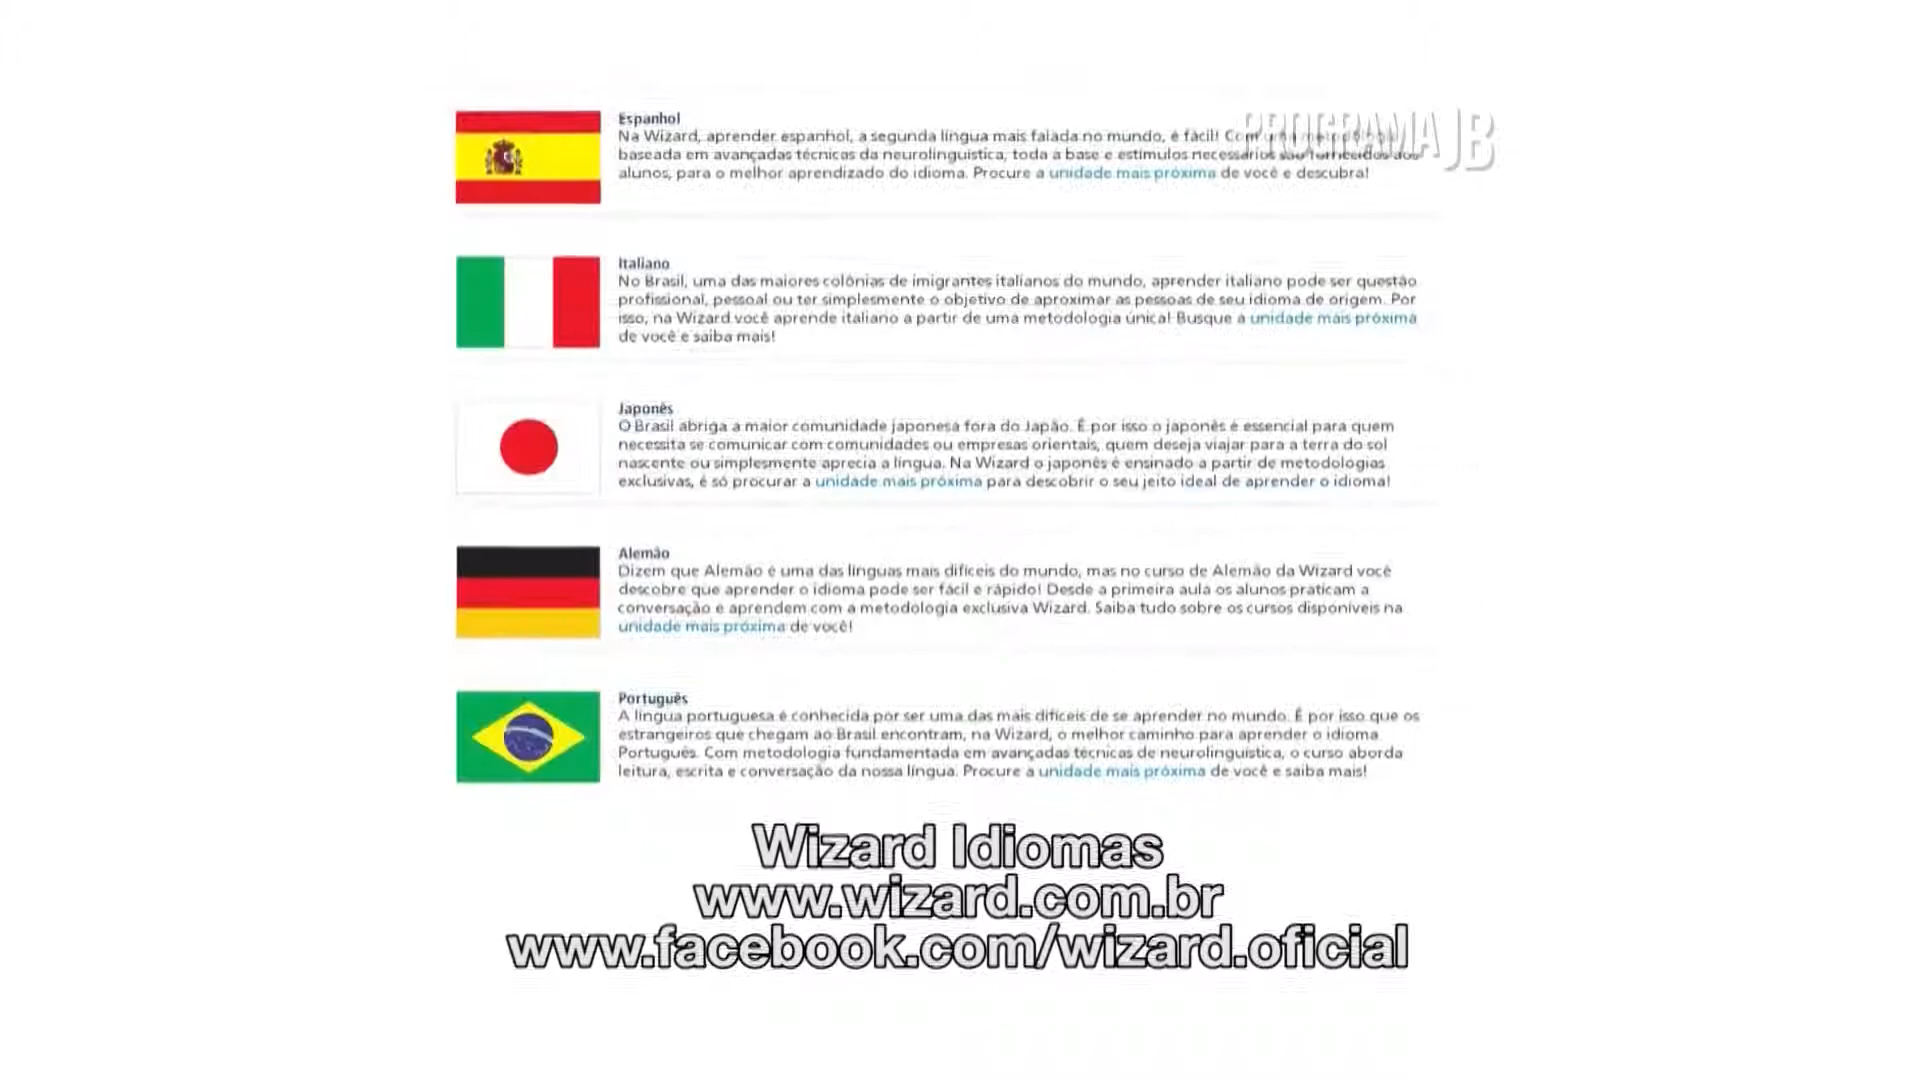 Espanhol
Na Wizard, aprender espanhol, a segunda língua mais falada no mundo, é fácil! Com uma metodologia
baseada em avançadas técnicas da neurolinguística, toda a base e estímulos necessários são fornecidos aos
alunos, para o melhor aprendizado do idioma. Procure a unidade mais próxima de você e descubra!
PROGRAMA JB
Italiano
No Brasil, uma das maiores colônias de imigrantes italianos do mundo, aprender italiano pode ser questão
profissional, pessoal ou ter simplesmente o objetivo de aproximar as pessoas de seu idioma de origem. Por
isso, na Wizard você aprende italiano a partir de uma metodologia única! Busque a unidade mais próxima
de você e saiba mais!
Japonês
O Brasil abriga a maior comunidade japonesa fora do Japão. É por isso o japonês é essencial para quem
necessita se comunicar com comunidades ou empresas orientais, quem deseja viajar para a terra do sol
nascente ou simplesmente aprecia a língua. Na Wizard o japonês é ensinado a partir de metodologias
exclusivas, é só procurar a unidade mais próxima para descobrir o seu jeito ideal de aprender o idioma!
Alemão
Dizem que Alemão é uma das línguas mais difíceis do mundo, mas no curso de Alemão da Wizard você
descobre que aprender o idioma pode ser fácil e rápido! Desde a primeira aula os alunos praticam a
conversação e aprendem com a metodologia exclusiva Wizard. Saiba tudo sobre os cursos disponíveis na
unidade mais próxima de você!
Português
A língua portuguesa é conhecida por ser uma das mais difíceis de se aprender no mundo. É por isso que os
estrangeiros que chegam ao Brasil encontram, na Wizard, o melhor caminho para aprender o idioma
Português. Com metodologia fundamentada em avançadas técnicas de neurolinguística, o curso aborda
leitura, escrita e conversação da nossa língua. Procure a unidade mais próxima de você e saiba mais!
Wizard Idiomas
www.wizard.com.br
www.facebook.com/wizard.oficial